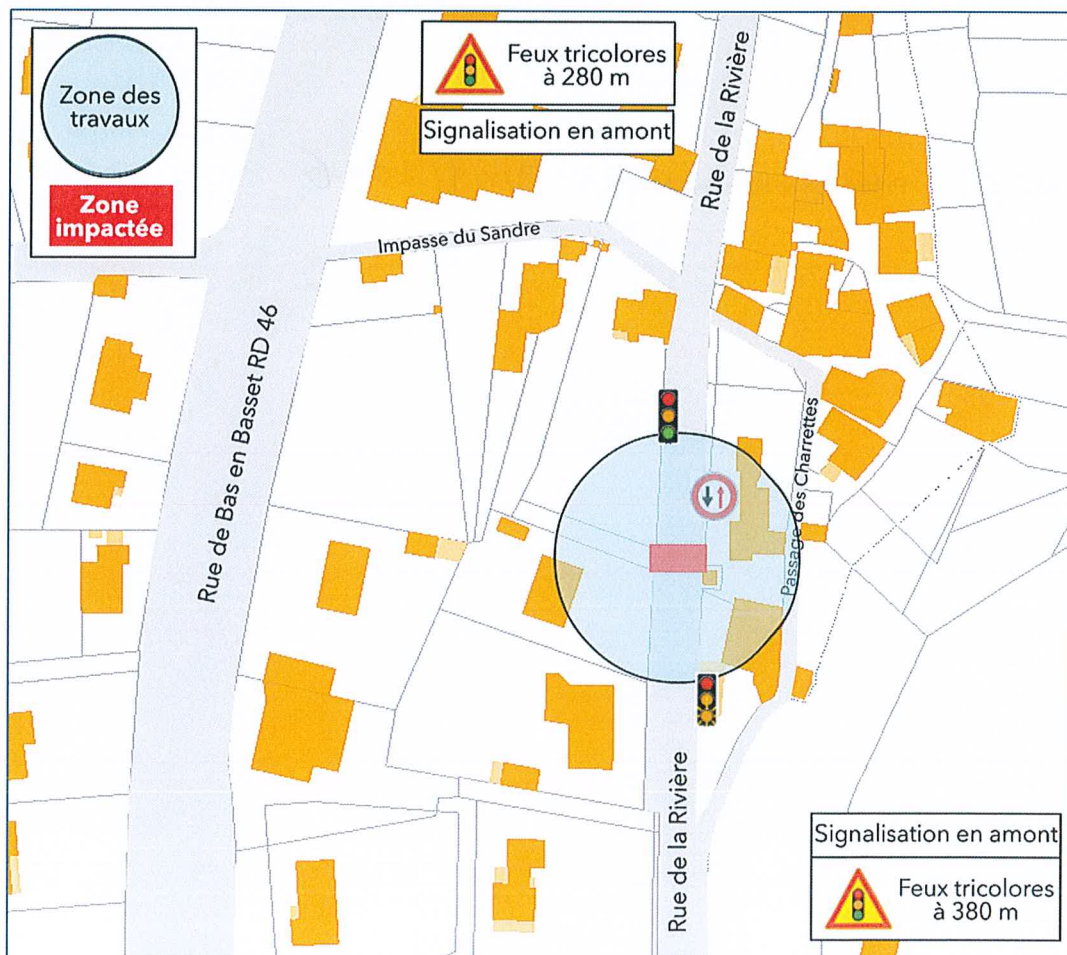 Zone des
travaux
Zone
impactée
Feux tricolores
à 280 m
Signalisation en amont
Rue de la Rivière
Impasse du Sandre
Rue de Bas en Basset RD 46
Passage des Charrettes
Rue de la Rivière
Signalisation en amont
Feux tricolores
à 380 m